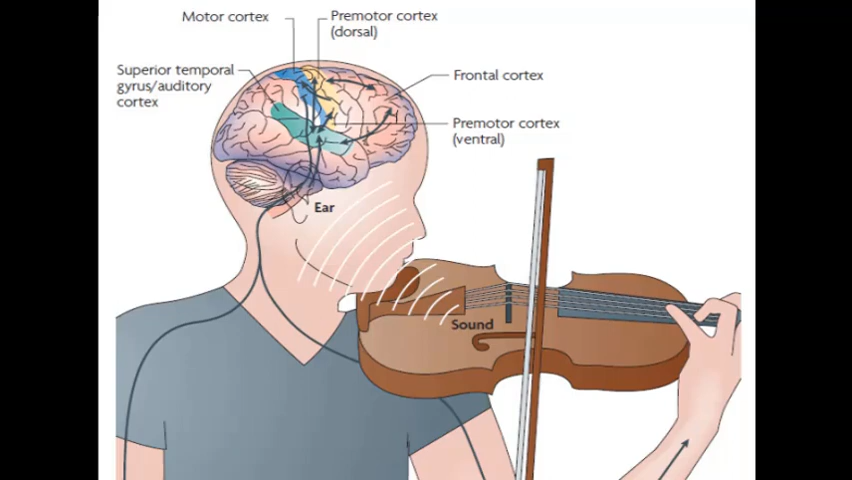 Motor cortex
Premotor cortex
(dorsal)
Superior temporal
gyrus/auditory
cortex
Frontal cortex
Premotor cortex
(ventral)
Ear
Sound